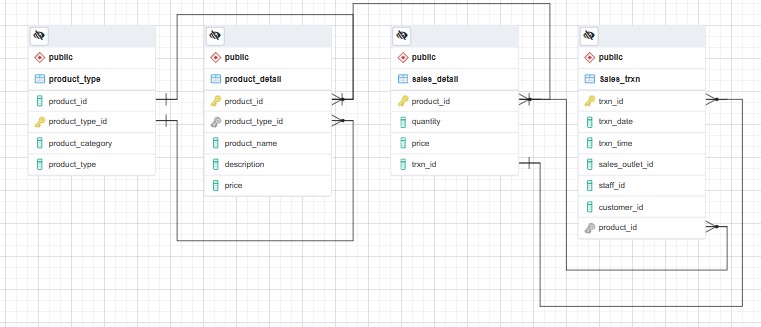 public
product_type
product_id
product_type_id
product_category
product_type
public
product_detail
product_id
product_type_id
product_name
description
price
public
sales_detail
product_id
quantity
price
trxn_id
public
sales_trxn
trxn_id
trxn_date
trxn_time
sales_outlet_id
staff_id
customer_id
product_id